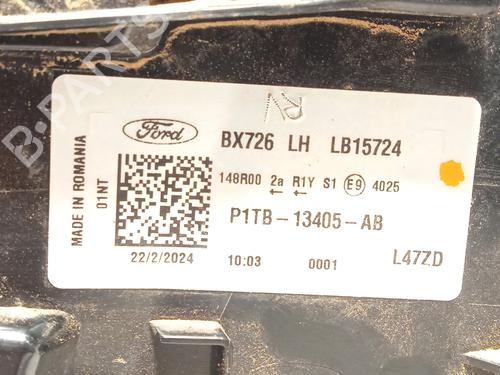 Ford
BX726 LH LB15724
148R00 2a R1Y S1 E9 4025
P1TB-13405-AB
22/2/2024 10:03 0001 L47ZD
MADE IN ROMANIA
01NT
B-PARTS